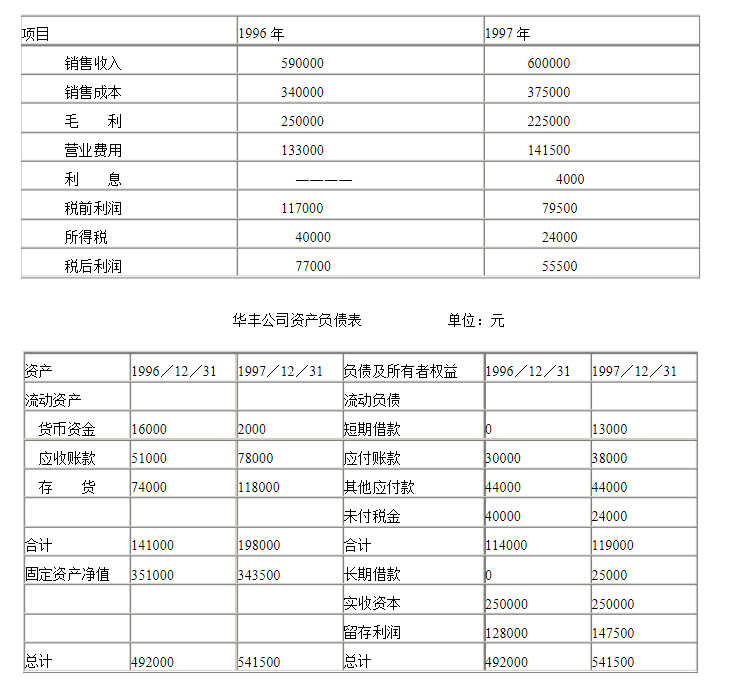 项目 1996年 1997年
销售收入 590000 600000
销售成本 340000 375000
毛　　利 250000 225000
营业费用 133000 141500
利　　息 ———— 4000
税前利润 117000 79500
所得税 40000 24000
税后利润 77000 55500
华丰公司资产负债表 单位：元
资产 1996／12／31 1997／12／31 负债及所有者权益 1996／12／31 1997／12／31
流动资产 流动负债
货币资金 16000 2000 短期借款 0 13000
应收账款 51000 78000 应付账款 30000 38000
存　　货 74000 118000 其他应付款 44000 44000
未付税金 40000 24000
合计 141000 198000 合计 114000 119000
固定资产净值 351000 343500 长期借款 0 25000
实收资本 250000 250000
留存利润 128000 147500
总计 492000 541500 总计 492000 541500